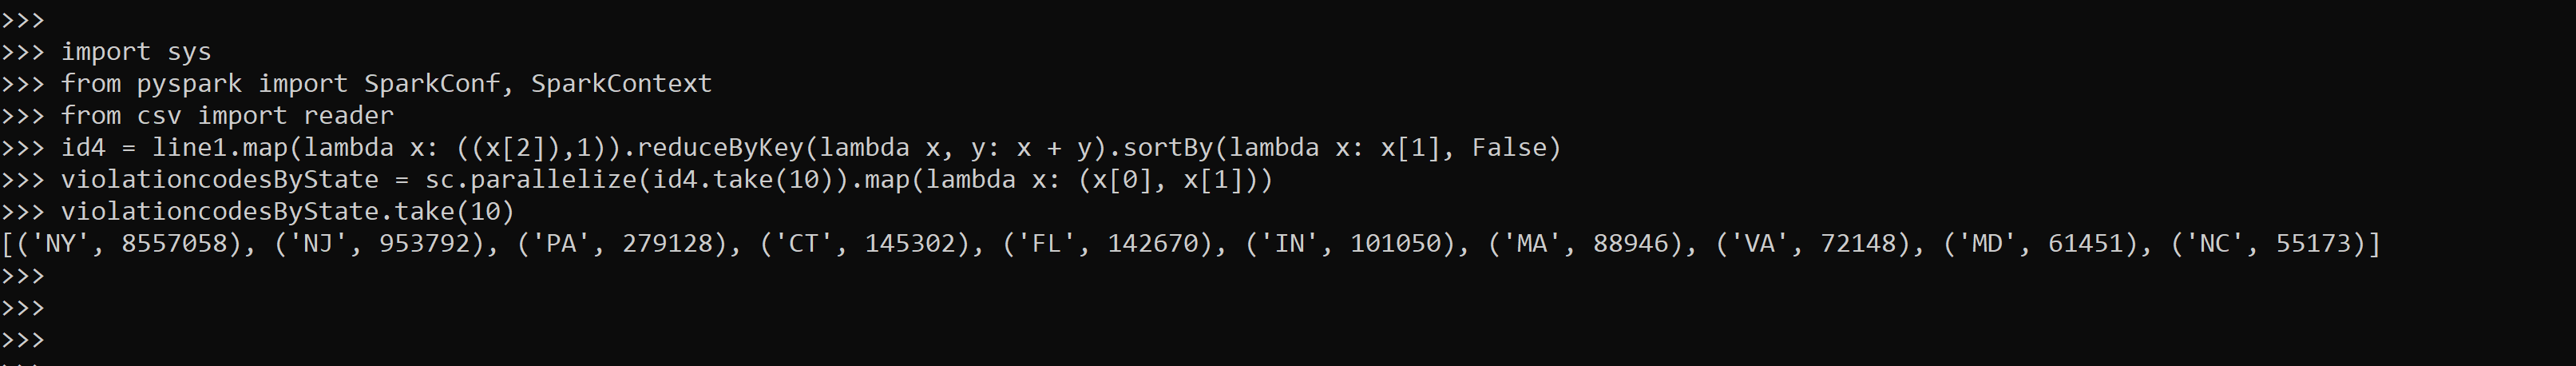 >>>
>>> import sys
>>> from pyspark import SparkConf, SparkContext
>>> from csv import reader
>>> id4 = line1.map(lambda x: ((x[2]),1)).reduceByKey(lambda x, y: x + y).sortBy(lambda x: x[1], False)
>>> violationcodesByState = sc.parallelize(id4.take(10)).map(lambda x: (x[0], x[1]))
>>> violationcodesByState.take(10)
[('NY', 8557058), ('NJ', 953792), ('PA', 279128), ('CT', 145302), ('FL', 142670), ('IN', 101050), ('MA', 88946), ('VA', 72148), ('MD', 61451), ('NC', 55173)]
>>>
>>>
>>>